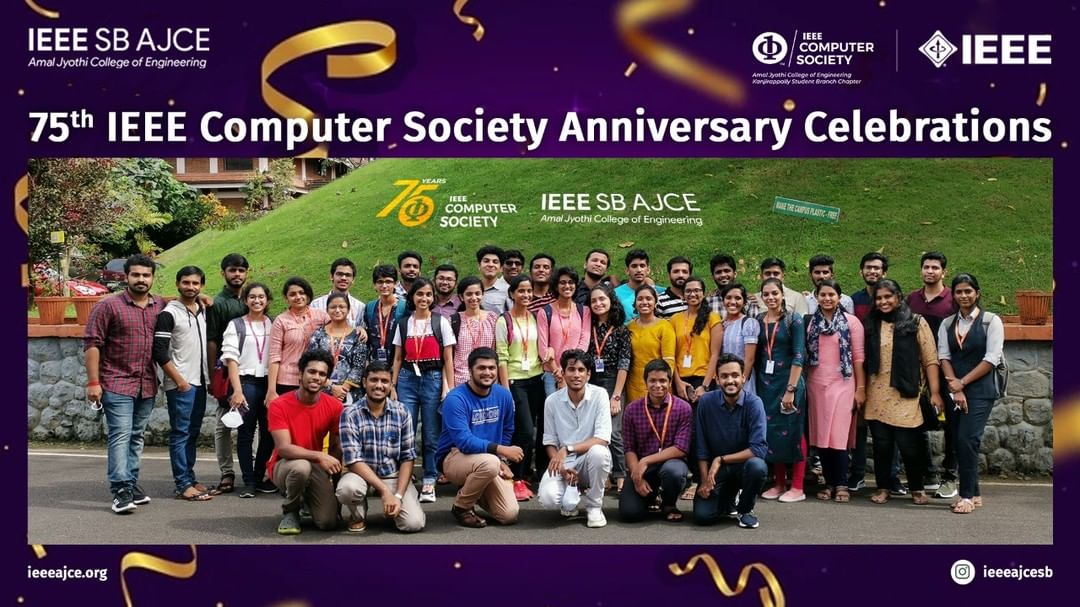 IEEE SB AJCE
Amal Jyothi College of Engineering
IEEE
COMPUTER
SOCIETY
Amal Jyothi College of Engineering
Kanjirappally Student Branch Chapter
IEEE
75th IEEE Computer Society Anniversary Celebrations
75 YEARS
IEEE
COMPUTER
SOCIETY
IEEE SB AJCE
Amal Jyothi College of Engineering
MAKE THE CAMPUS PLASTIC - FREE
ieeeajce.org
ieeeajcesb